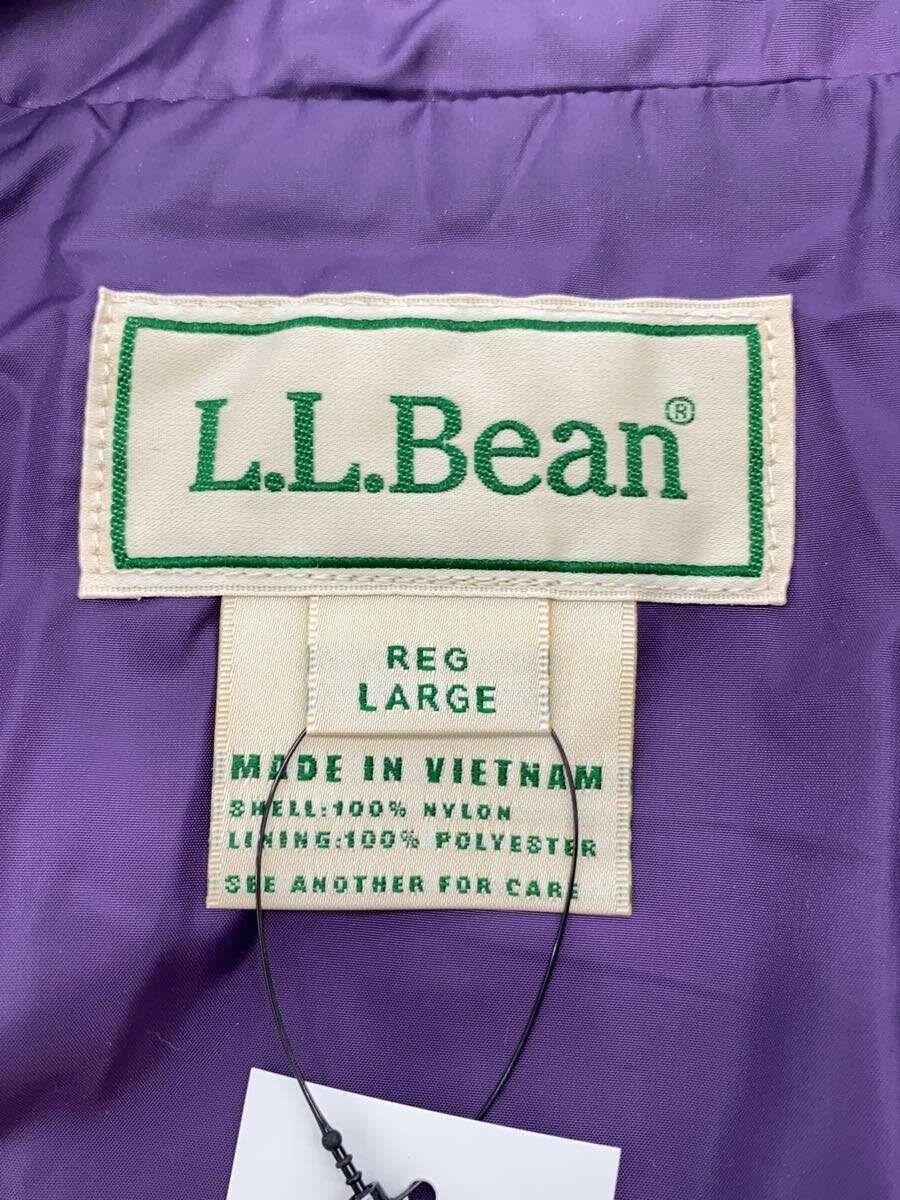 L.L.Bean®
REG
LARGE
MADE IN VIETNAM
SHELL:100% NYLON
LINING:100% POLYESTER
SEE ANOTHER FOR CARE